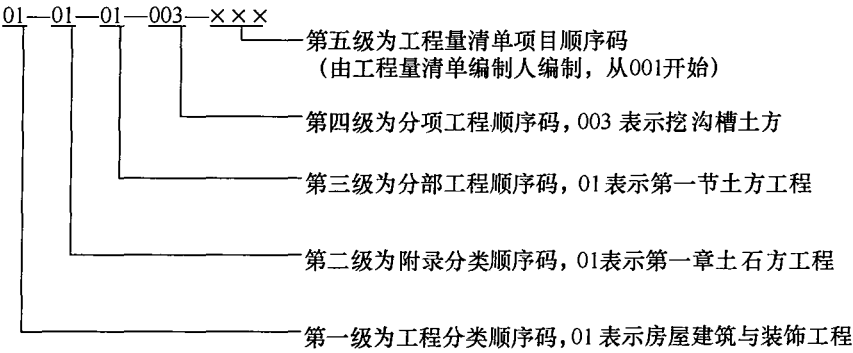 01—01—01—003—×××
第五级为工程量清单项目顺序码
（由工程量清单编制人编制，从001开始）
第四级为分项工程顺序码，003 表示挖沟槽土方
第三级为分部工程顺序码，01表示第一节土方工程
第二级为附录分类顺序码，01表示第一章土石方工程
第一级为工程分类顺序码，01表示房屋建筑与装饰工程